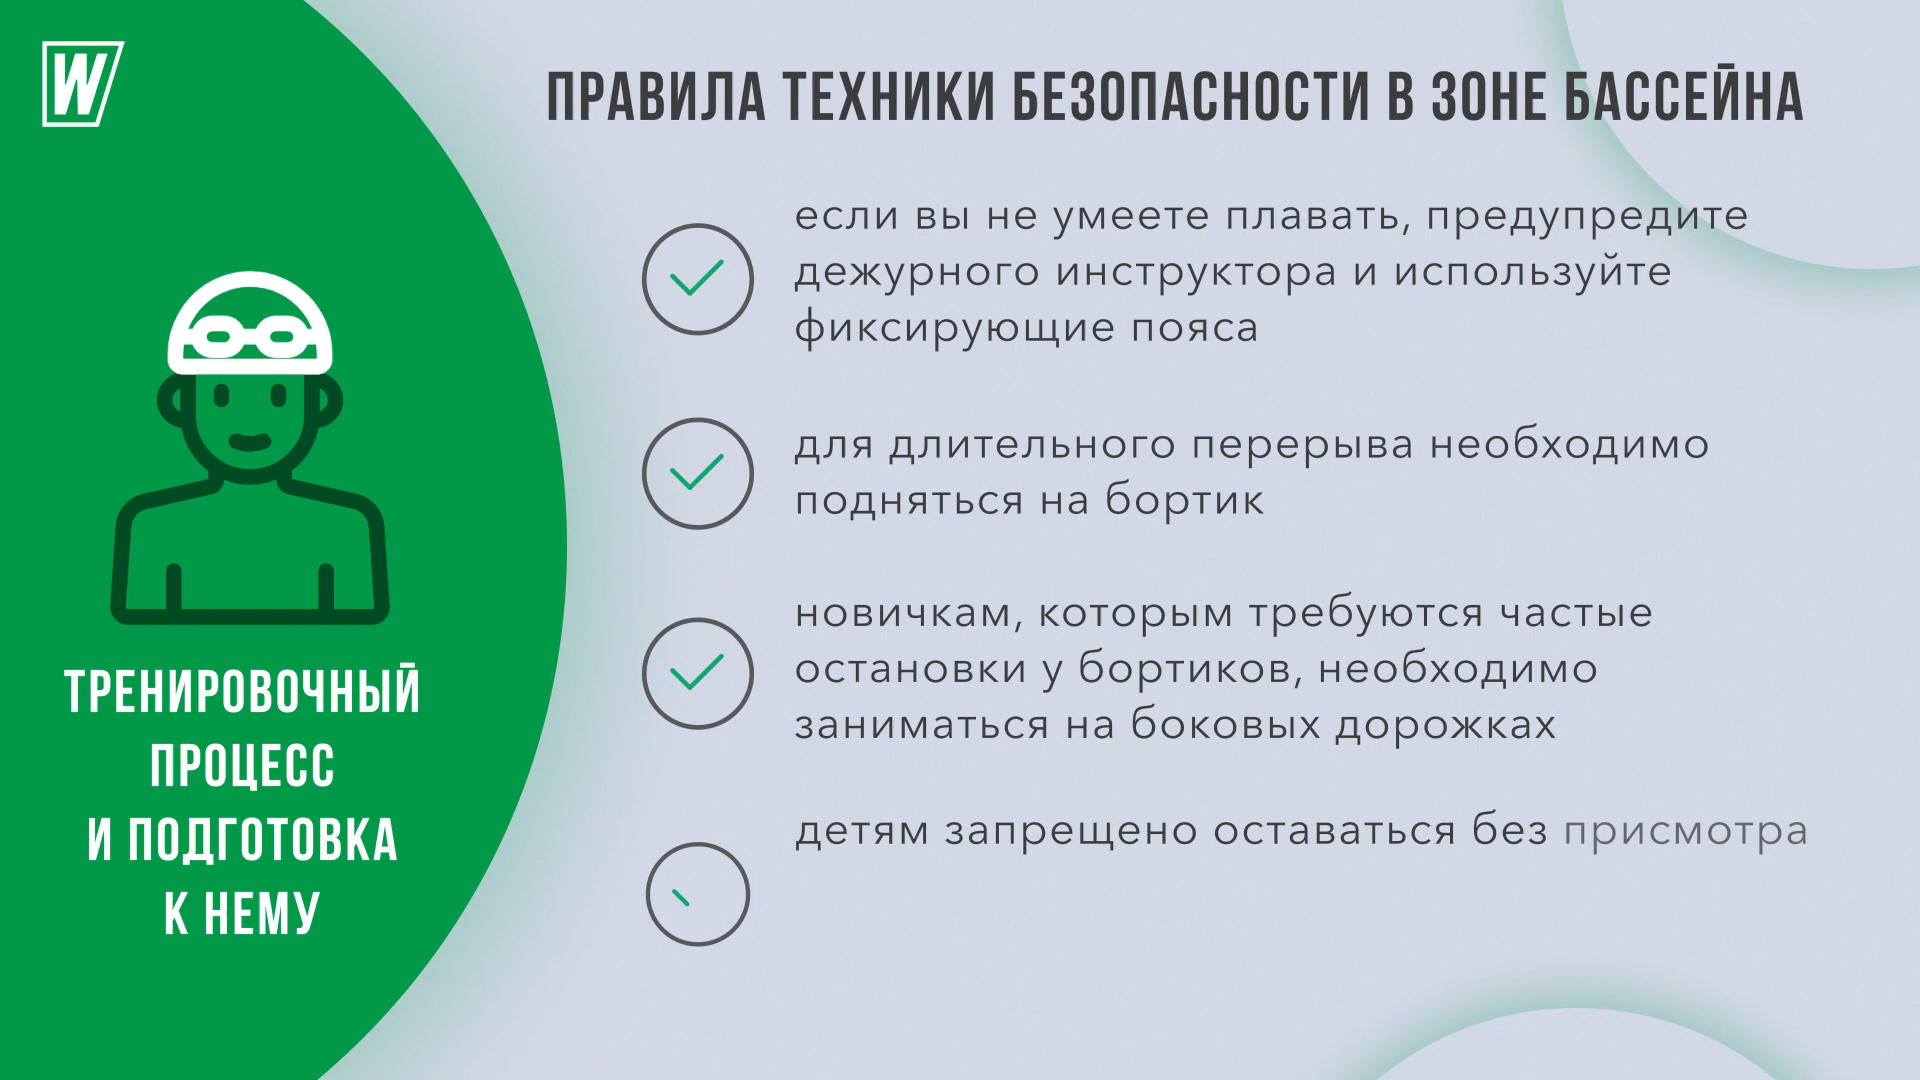 W
ПРАВИЛА ТЕХНИКИ БЕЗОПАСНОСТИ В ЗОНЕ БАССЕЙНА
если вы не умеете плавать, предупредите
дежурного инструктора и используйте
фиксирующие пояса
для длительного перерыва необходимо
подняться на бортик
новичкам, которым требуются частые
остановки у бортиков, необходимо
заниматься на боковых дорожках
детям запрещено оставаться без присмотра
ТРЕНИРОВОЧНЫЙ
ПРОЦЕСС
И ПОДГОТОВКА
К НЕМУ